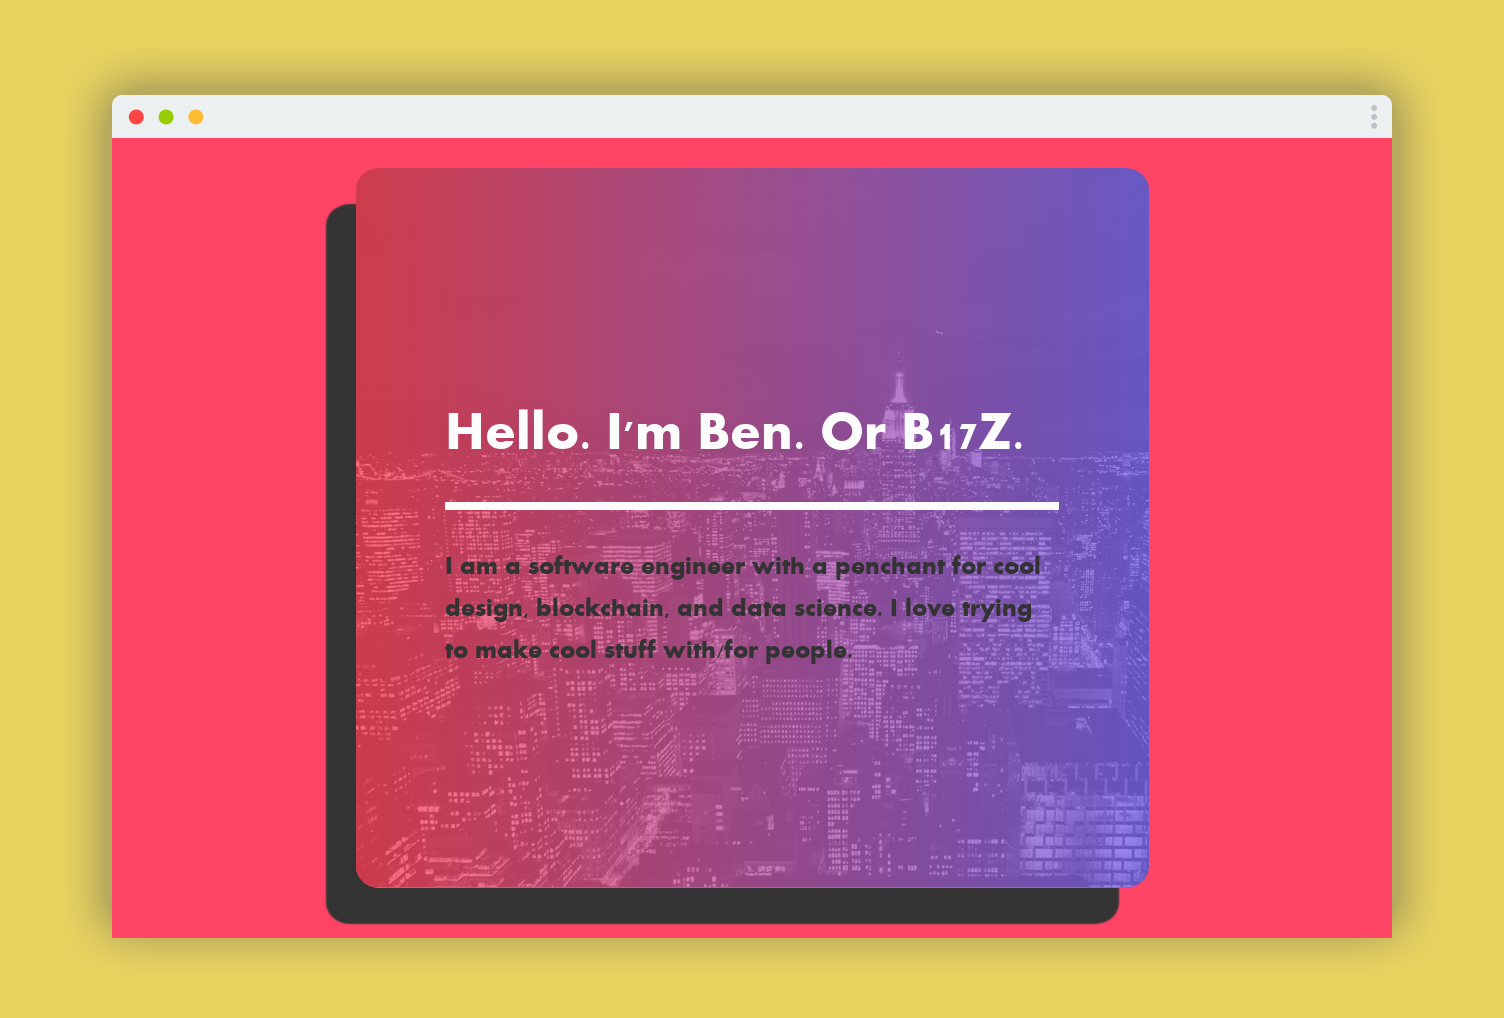 Hello. I'm Ben. Or B17Z.
I am a software engineer with a penchant for cool
design, blockchain, and data science. I love trying
to make cool stuff with/for people.